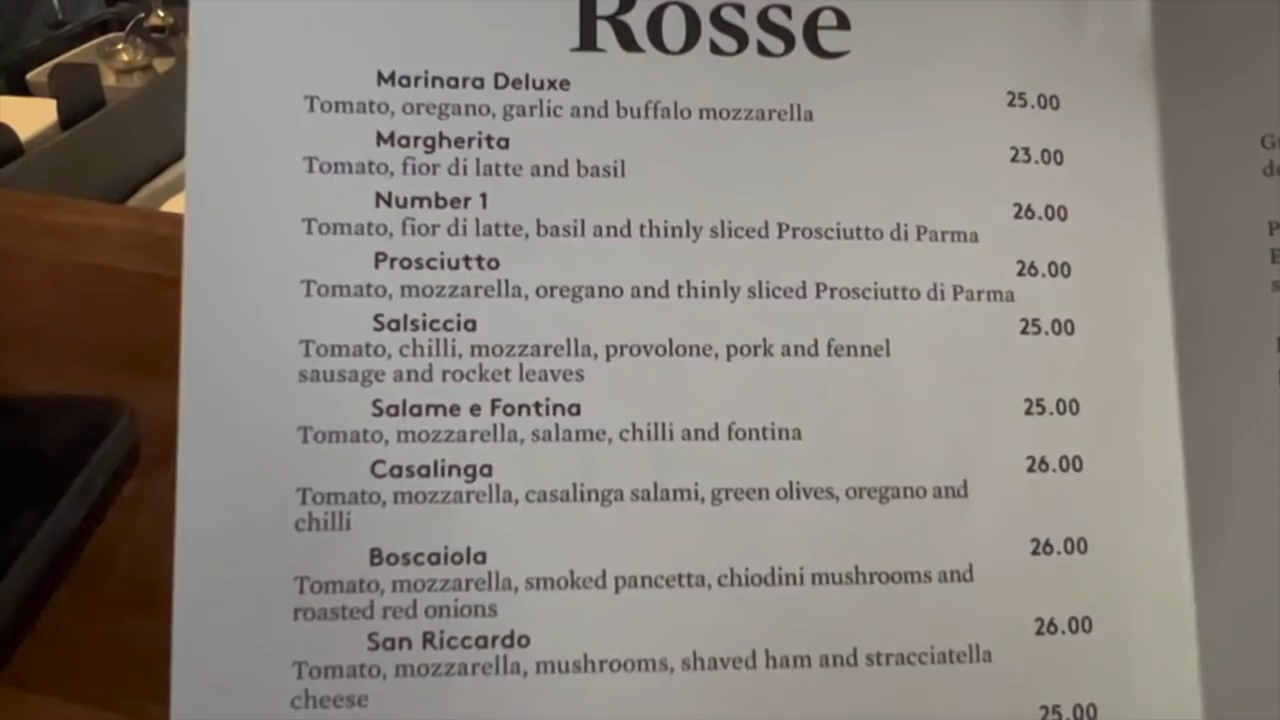 Rosse
Marinara Deluxe
Tomato, oregano, garlic and buffalo mozzarella 25.00
Margherita
Tomato, fior di latte and basil 23.00
Number 1
Tomato, fior di latte, basil and thinly sliced Prosciutto di Parma 26.00
Prosciutto
Tomato, mozzarella, oregano and thinly sliced Prosciutto di Parma 26.00
Salsiccia 25.00
Tomato, chilli, mozzarella, provolone, pork and fennel
sausage and rocket leaves
Salame e Fontina 25.00
Tomato, mozzarella, salame, chilli and fontina
Casalinga 26.00
Tomato, mozzarella, casalinga salami, green olives, oregano and
chilli
Boscaiola 26.00
Tomato, mozzarella, smoked pancetta, chiodini mushrooms and
roasted red onions
San Riccardo 26.00
Tomato, mozzarella, mushrooms, shaved ham and stracciatella
cheese
25.00